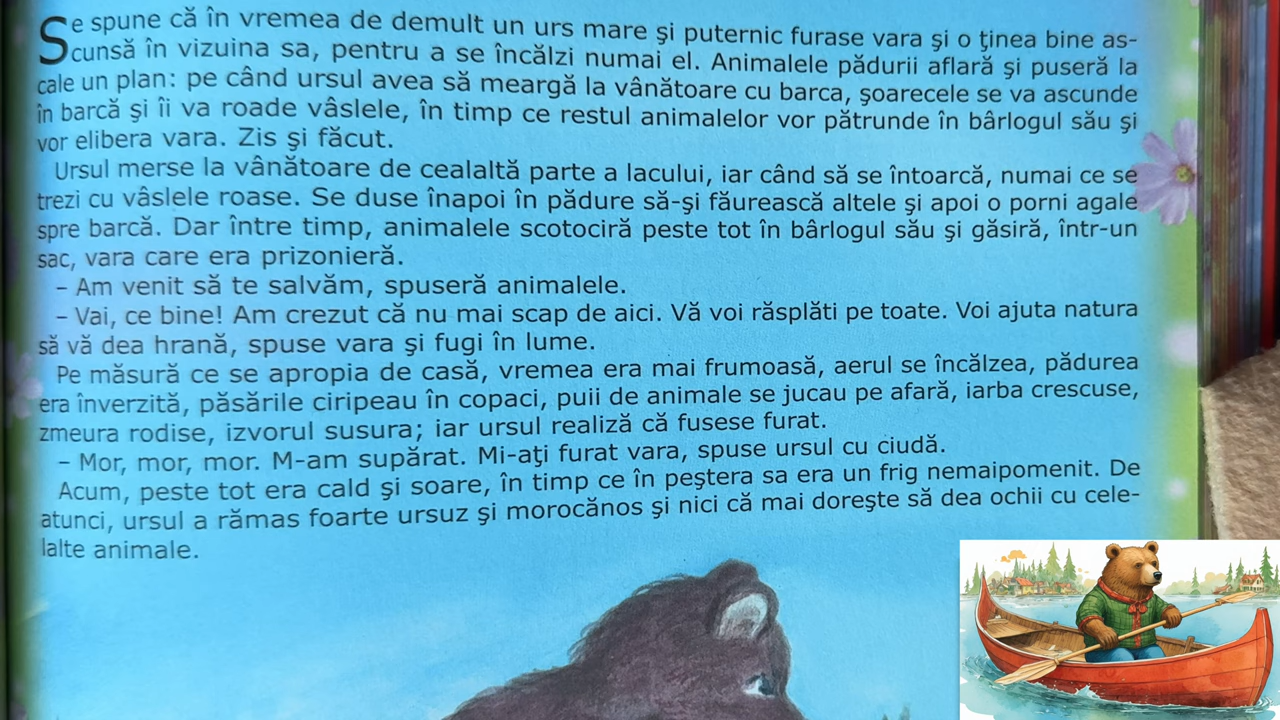 Se spune că în vremea de demult un urs mare şi puternic furase vara şi o ţinea bine as-
cunsă în vizuina sa, pentru a se încălzi numai el. Animalele pădurii aflară şi puseră la
cale un plan: pe când ursul avea să meargă la vânătoare cu barca, şoarecele se va ascunde
în barcă şi îi va roade vâslele, în timp ce restul animalelor vor pătrunde în bârlogul său şi
vor elibera vara. Zis şi făcut.
Ursul merse la vânătoare de cealaltă parte a lacului, iar când să se întoarcă, numai ce se
trezi cu vâslele roase. Se duse înapoi în pădure să-şi făurească altele şi apoi o porni agale
spre barcă. Dar între timp, animalele scotociră peste tot în bârlogul său şi găsiră, într-un
sac, vara care era prizonieră.
– Am venit să te salvăm, spuseră animalele.
– Vai, ce bine! Am crezut că nu mai scap de aici. Vă voi răsplăti pe toate. Voi ajuta natura
să vă dea hrană, spuse vara şi fugi în lume.
Pe măsură ce se apropia de casă, vremea era mai frumoasă, aerul se încălzea, pădurea
era înverzită, păsările ciripeau în copaci, puii de animale se jucau pe afară, iarba crescuse,
zmeura rodise, izvorul susura; iar ursul realiză că fusese furat.
– Mor, mor, mor. M-am supărat. Mi-aţi furat vara, spuse ursul cu ciudă.
Acum, peste tot era cald şi soare, în timp ce în peştera sa era un frig nemaipomenit. De
atunci, ursul a rămas foarte ursuz şi morocănos şi nici că mai doreşte să dea ochii cu cele-
lalte animale.